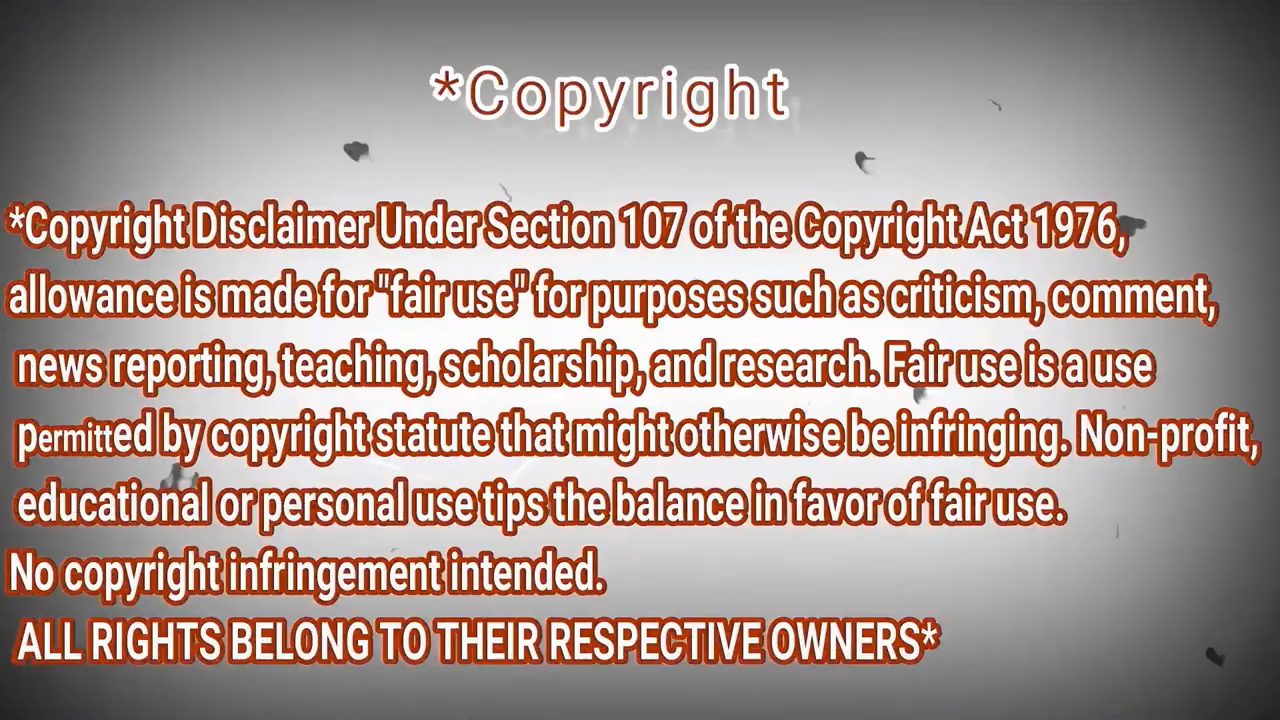 *Copyright
*Copyright Disclaimer Under Section 107 of the Copyright Act 1976,
allowance is made for "fair use" for purposes such as criticism, comment,
news reporting, teaching, scholarship, and research. Fair use is a use
permitted by copyright statute that might otherwise be infringing. Non-profit,
educational or personal use tips the balance in favor of fair use.
No copyright infringement intended.
ALL RIGHTS BELONG TO THEIR RESPECTIVE OWNERS*